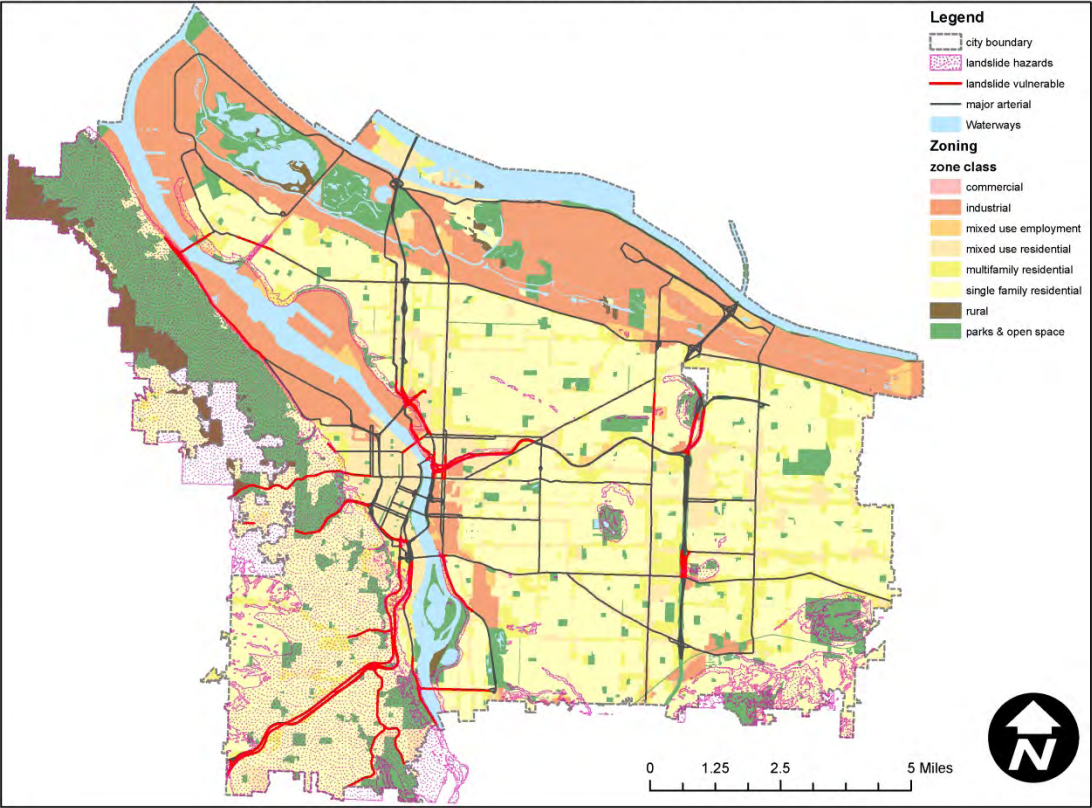 Legend
city boundary
landslide hazards
landslide vulnerable
major arterial
Waterways
Zoning
zone class
commercial
industrial
mixed use employment
mixed use residential
multifamily residential
single family residential
rural
parks & open space
N
0 1.25 2.5 5 Miles